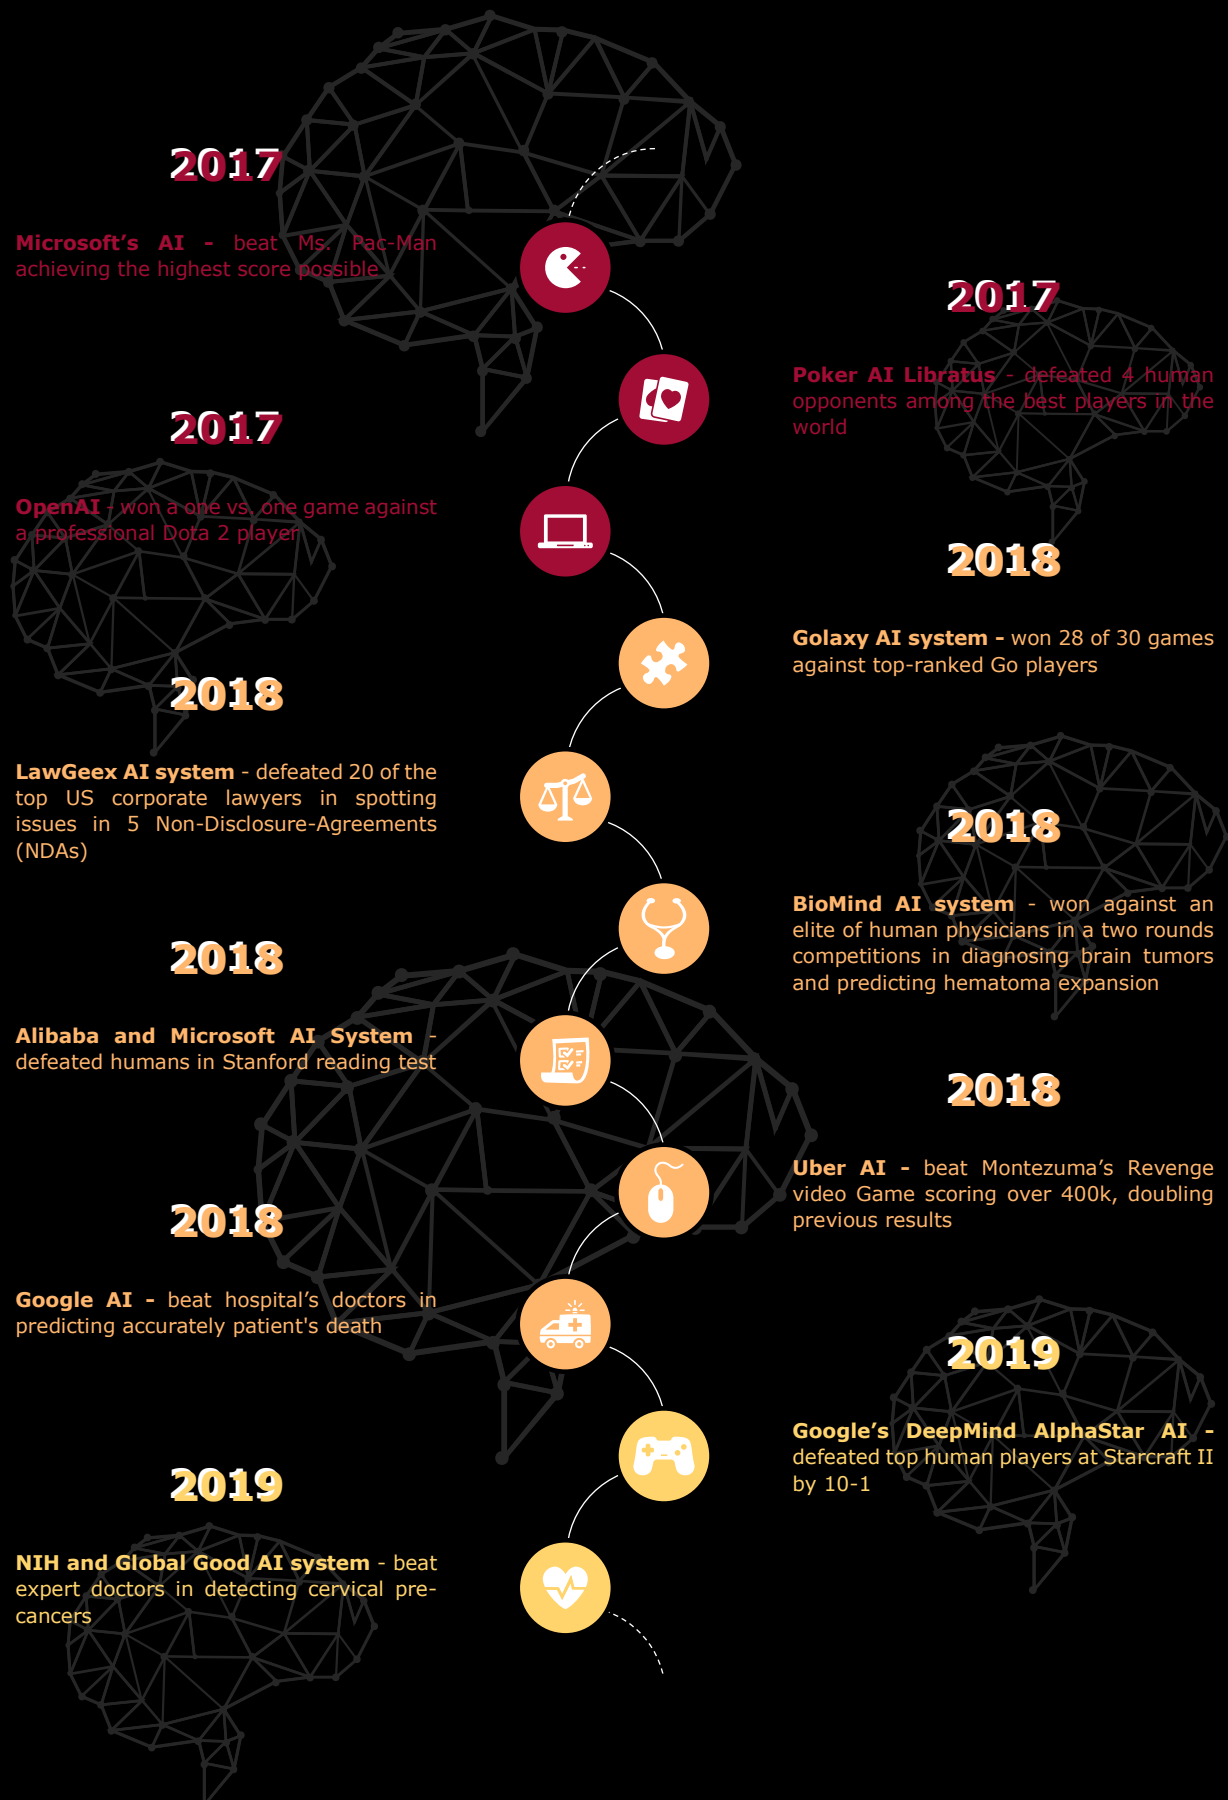 2017
Microsoft’s AI - beat Ms. Pac-Man
achieving the highest score possible
2017
Poker AI Libratus - defeated 4 human
opponents among the best players in the
world
2017
OpenAI - won a one vs. one game against
a professional Dota 2 player
2018
Golaxy AI system - won 28 of 30 games
against top-ranked Go players
2018
LawGeex AI system - defeated 20 of the
top US corporate lawyers in spotting
issues in 5 Non-Disclosure-Agreements
(NDAs)
2018
BioMind AI system - won against an
elite of human physicians in a two rounds
competitions in diagnosing brain tumors
and predicting hematoma expansion
2018
Alibaba and Microsoft AI System -
defeated humans in Stanford reading test
2018
Uber AI - beat Montezuma’s Revenge
video Game scoring over 400k, doubling
previous results
2018
Google AI - beat hospital’s doctors in
predicting accurately patient's death
2019
Google’s DeepMind AlphaStar AI -
defeated top human players at Starcraft II
by 10-1
2019
NIH and Global Good AI system - beat
expert doctors in detecting cervical pre-
cancers